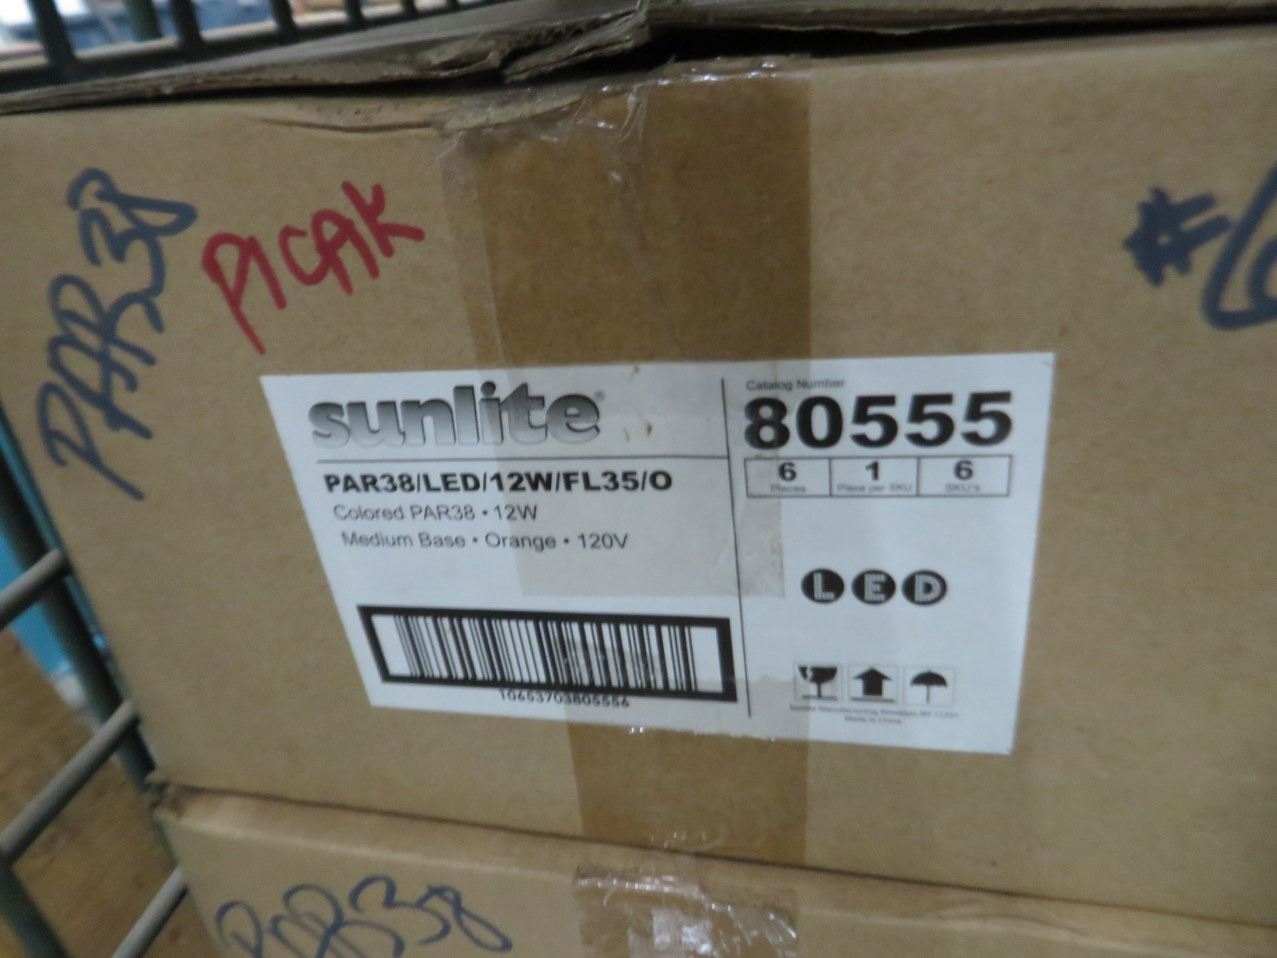 PAR38
PICAK
#6
sunlite®
PAR38/LED/12W/FL35/O
Colored PAR38 • 12W
Medium Base • Orange • 120V
10653703805556
Catalog Number
80555
6 1 6
Pieces Piece per SKU SKU's
LED
Made in China
PAR38